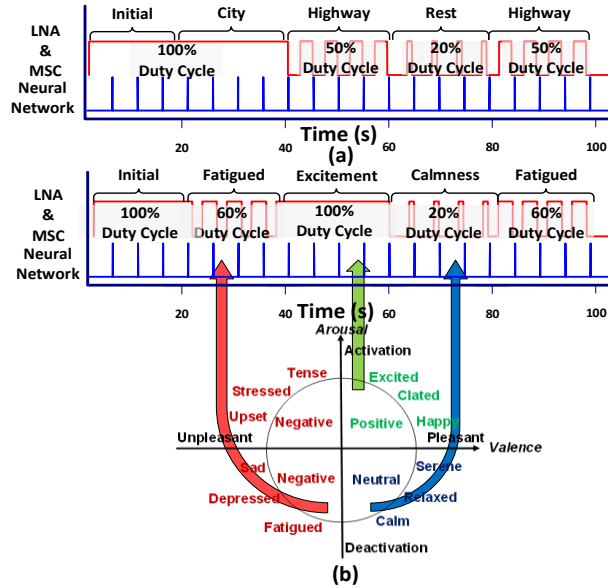 Initial City Highway Rest Highway
LNA
&
MSC
100%
Duty Cycle
50%
Duty Cycle
20%
Duty Cycle
50%
Duty Cycle
Neural
Network
20 40 60 80 100
Time (s)
(a)
Initial Fatigued Excitement Calmness Fatigued
LNA
&
MSC
100%
Duty Cycle
60%
Duty Cycle
100%
Duty Cycle
20%
Duty Cycle
60%
Duty Cycle
Neural
Network
Time (s)
20 40 60 80 100
Arousal
Activation
Tense Excited
Stressed Clated
Upset Negative Positive Happy
Unpleasant Pleasant
Valence
Sad Serene
Negative Neutral
Depressed Relaxed
Fatigued Calm
Deactivation
(b)